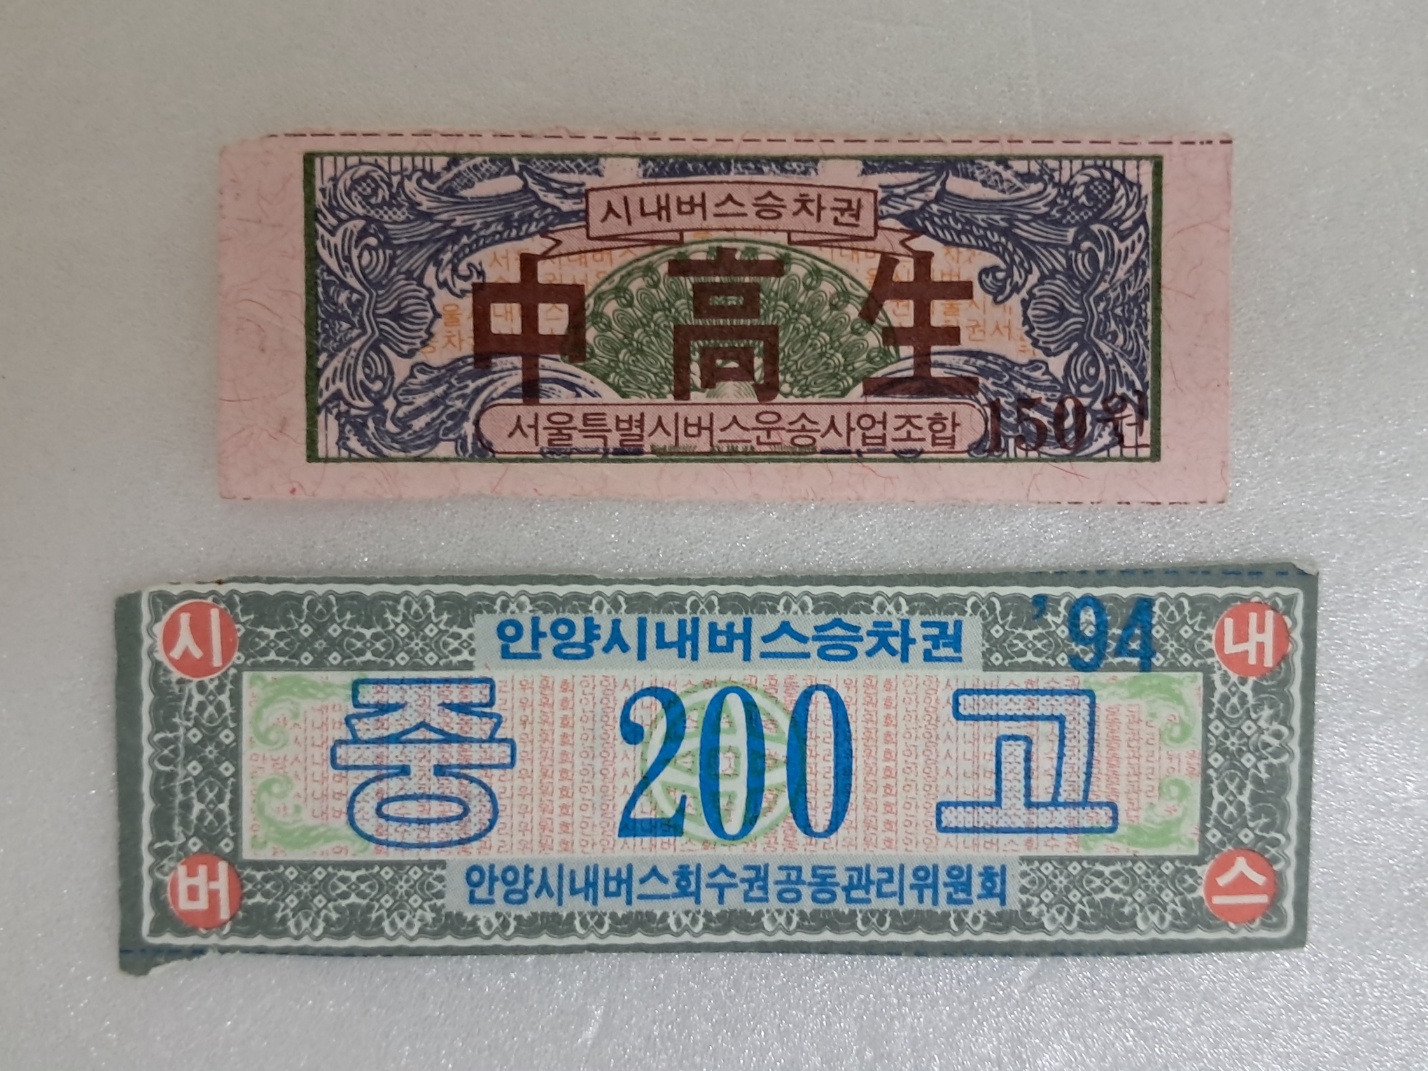 시내버스승차권
中高生
서울특별시버스운송사업조합 150원
시 안양시내버스승차권 '94 내
중 200 고
버 안양시내버스회수권공동관리위원회 스